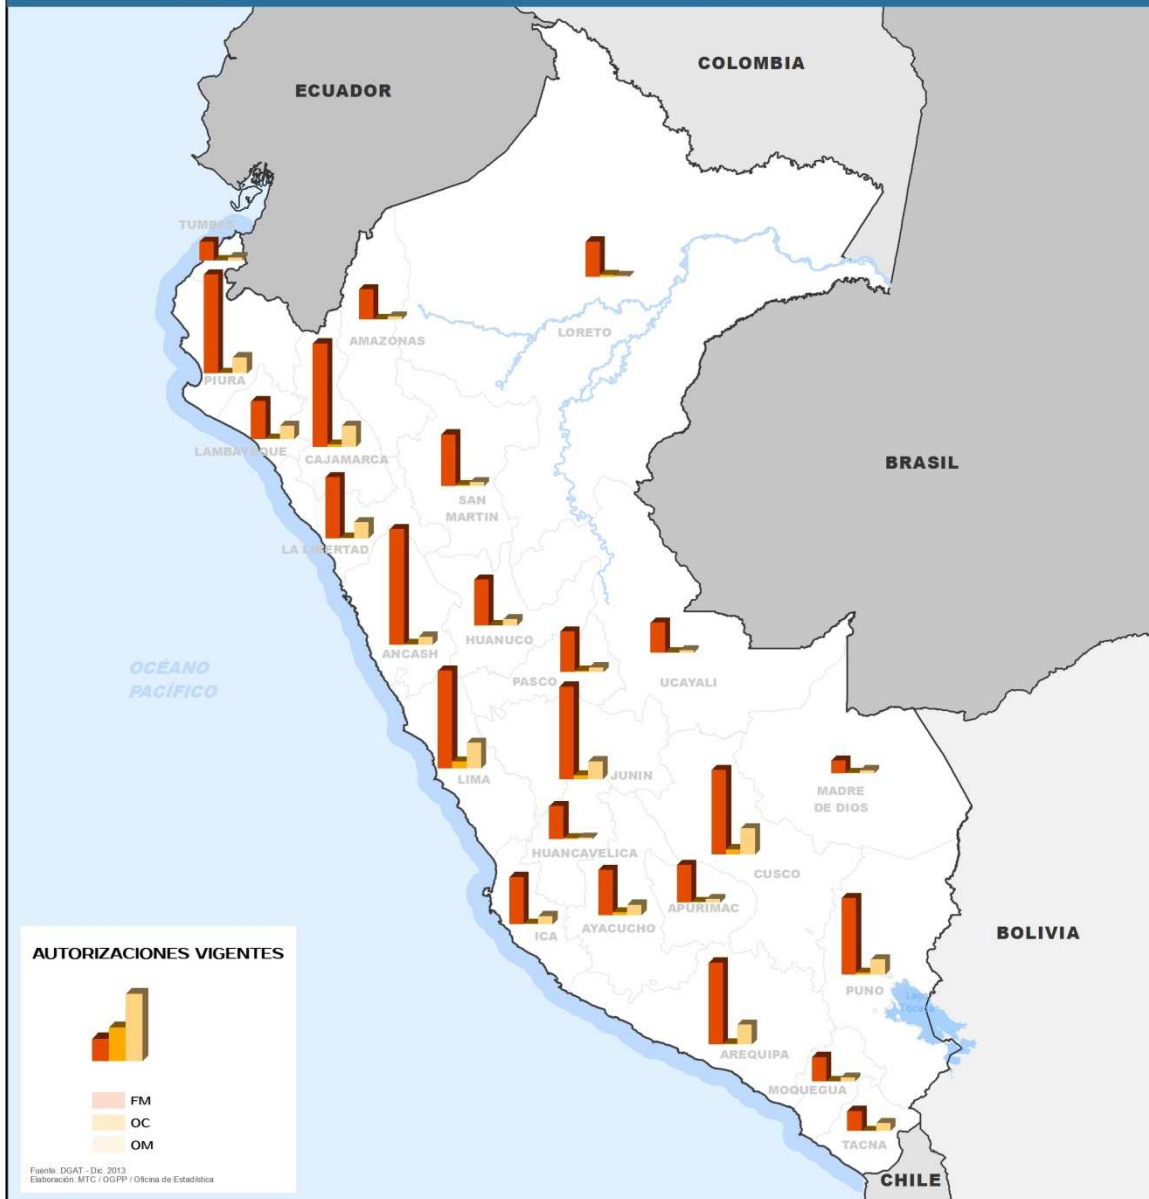 COLOMBIA
ECUADOR
TUMBES
AMAZONAS
LORETO
PIURA
LAMBAYEQUE
CAJAMARCA
BRASIL
SAN
MARTIN
LA LIBERTAD
HUANUCO
ANCASH
PASCO
UCAYALI
OCÉANO
PACÍFICO
LIMA
JUNIN
MADRE
DE DIOS
HUANCAVELICA
CUSCO
APURIMAC
ICA
AYACUCHO
BOLIVIA
PUNO
Lago
Titicaca
AREQUIPA
MOQUEGUA
TACNA
CHILE
AUTORIZACIONES VIGENTES
FM
OC
OM
Fuente: DGAT - Dic. 2013
Elaboración: MTC / OGPP / Oficina de Estadística